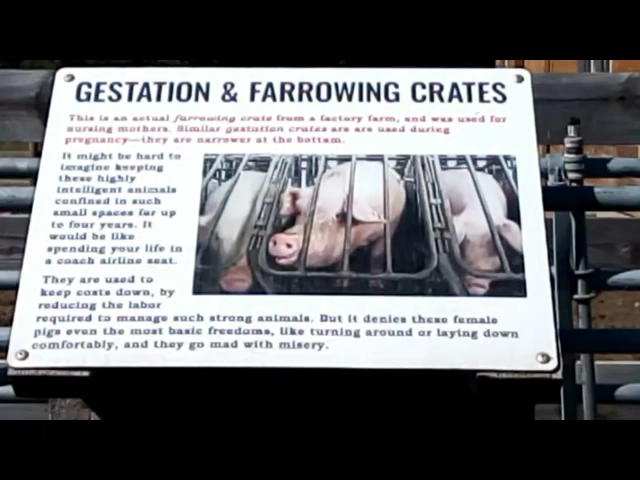 GESTATION & FARROWING CRATES
This is an actual farrowing crate from a factory farm, and was used for
nursing mothers. Similar gestation crates are are used during
pregnancy—they are narrower at the bottom.
It might be hard to
imagine keeping
these highly
intelligent animals
confined in such
small spaces for up
to four years. It
would be like
spending your life in
a coach airline seat.
They are used to
keep costs down, by
reducing the labor
required to manage such strong animals. But it denies these female
pigs even the most basic freedoms, like turning around or laying down
comfortably, and they go mad with misery.